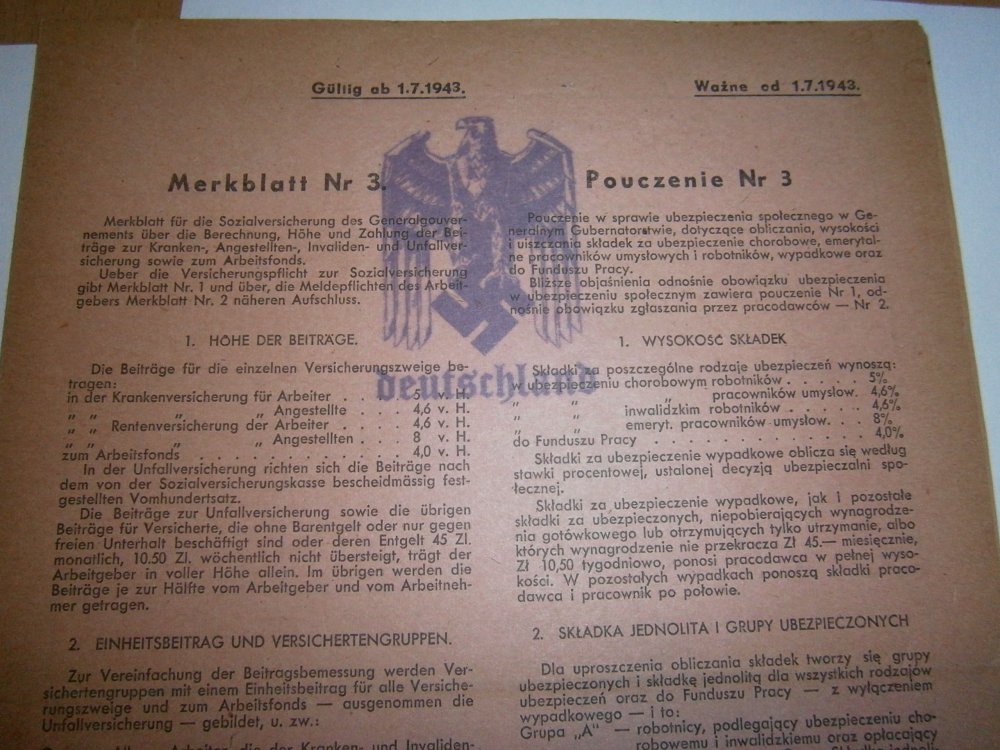 Gültig ab 1.7.1943.
Merkblatt Nr 3.
Merkblatt für die Sozialversicherung des Generalgouver-
nements über die Berechnung, Höhe und Zahlung der Bei-
träge zur Kranken-, Angestellten-, Invaliden- und Unfallver-
sicherung sowie zum Arbeitsfonds.
Ueber die Versicherungspflicht zur Sozialversicherung
gibt Merkblatt Nr. 1 und über, die Meldepflichten des Arbeit-
gebers Merkblatt Nr. 2 näheren Aufschluss.
1. HÖHE DER BEITRÄGE.
Die Beiträge für die einzelnen Versicherungszweige be-
tragen:
in der Krankenversicherung für Arbeiter . . . . 5 v. H.
„ „ „ „ Angestellte . . . 4,6 v. H.
„ „ Rentenversicherung der Arbeiter . . . 4,6 v. H.
„ „ „ „ Angestellten . . . 8 v. H.
zum Arbeitsfonds . . . . . . . . . . . 4,0 v. H.
In der Unfallversicherung richten sich die Beiträge nach
dem von der Sozialversicherungskasse bescheidmässig fest-
gestellten Vomhundertsatz.
Die Beiträge zur Unfallversicherung sowie die übrigen
Beiträge für Versicherte, die ohne Barentgelt oder nur gegen
freien Unterhalt beschäftigt sind oder deren Entgelt 45 Zl.
monatlich, 10.50 Zl. wöchentlich nicht übersteigt, trägt der
Arbeitgeber in voller Höhe allein. Im übrigen werden die
Beiträge je zur Hälfte vom Arbeitgeber und vom Arbeitneh-
mer getragen.
2. EINHEITSBEITRAG UND VERSICHERTENGRUPPEN.
Zur Vereinfachung der Beitragsbemessung werden Ver-
sichertengruppen mit einem Einheitsbeitrag für alle Versiche-
rungszweige und zum Arbeitsfonds — ausgenommen die
Unfallversicherung — gebildet, u. zw.:
die der Kranken- und Invaliden-
Ważne od 1.7.1943.
Pouczenie Nr 3
Pouczenie w sprawie ubezpieczenia społecznego w Ge-
neralnym Gubernatorstwie, dotyczące obliczania, wysokości
i uiszczania składek za ubezpieczenie chorobowe, emerytal-
ne pracowników umysłowych i robotników, wypadkowe oraz
do Funduszu Pracy.
Bliższe objaśnienia odnośnie obowiązku ubezpieczenia
w ubezpieczeniu społecznym zawiera pouczenie Nr 1, od-
nośnie obowiązku zgłaszania przez pracodawców — Nr 2.
1. WYSOKOŚĆ SKŁADEK
Składki za poszczególne rodzaje ubezpieczeń wynoszą:
w ubezpieczeniu chorobowym robotników . . . . . 5%
„ „ „ pracowników umysłow. 4,6%
„ „ inwalidzkim robotników . . . . . 4,6%
„ „ emeryt. pracowników umysłow. . . 8%
do Funduszu Pracy . . . . . . . . . . . 4,0%
Składki za ubezpieczenie wypadkowe oblicza się według
stawki procentowej, ustalonej decyzją ubezpieczalni spo-
łecznej.
Składki za ubezpieczenie wypadkowe, jak i pozostałe
składki za ubezpieczonych, niepobierających wynagrodze-
nia gotówkowego lub otrzymujących tylko utrzymanie, albo
których wynagrodzenie nie przekracza Zł 45.— miesięcznie,
Zł 10,50 tygodniowo, ponosi pracodawca w pełnej wyso-
kości. W pozostałych wypadkach ponoszą składki praco-
dawca i pracownik po połowie.
2. SKŁADKA JEDNOLITA I GRUPY UBEZPIECZONYCH
Dla uproszczenia obliczania składek tworzy się grupy
ubezpieczonych i składkę jednolitą dla wszystkich rodzajów
ubezpieczeń oraz do Funduszu Pracy — z wyłączeniem
wypadkowego — i to:
Grupa „A" — robotnicy, podlegający ubezpieczeniu cho-
robowemu i inwalidzkiemu oraz opłacający
deutschland